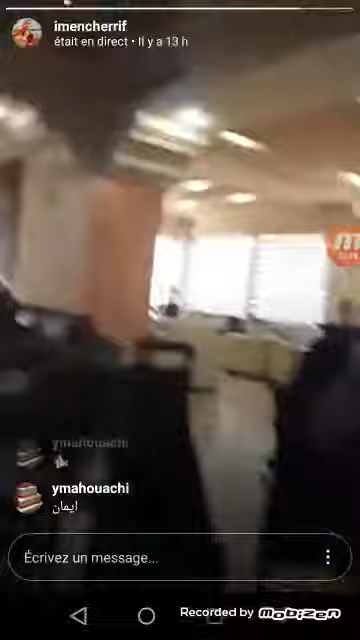 imencherrif
était en direct • Il y a 13 h
ymahouachi
ymahouachi
ايمان
Écrivez un message...
Recorded by mobizen